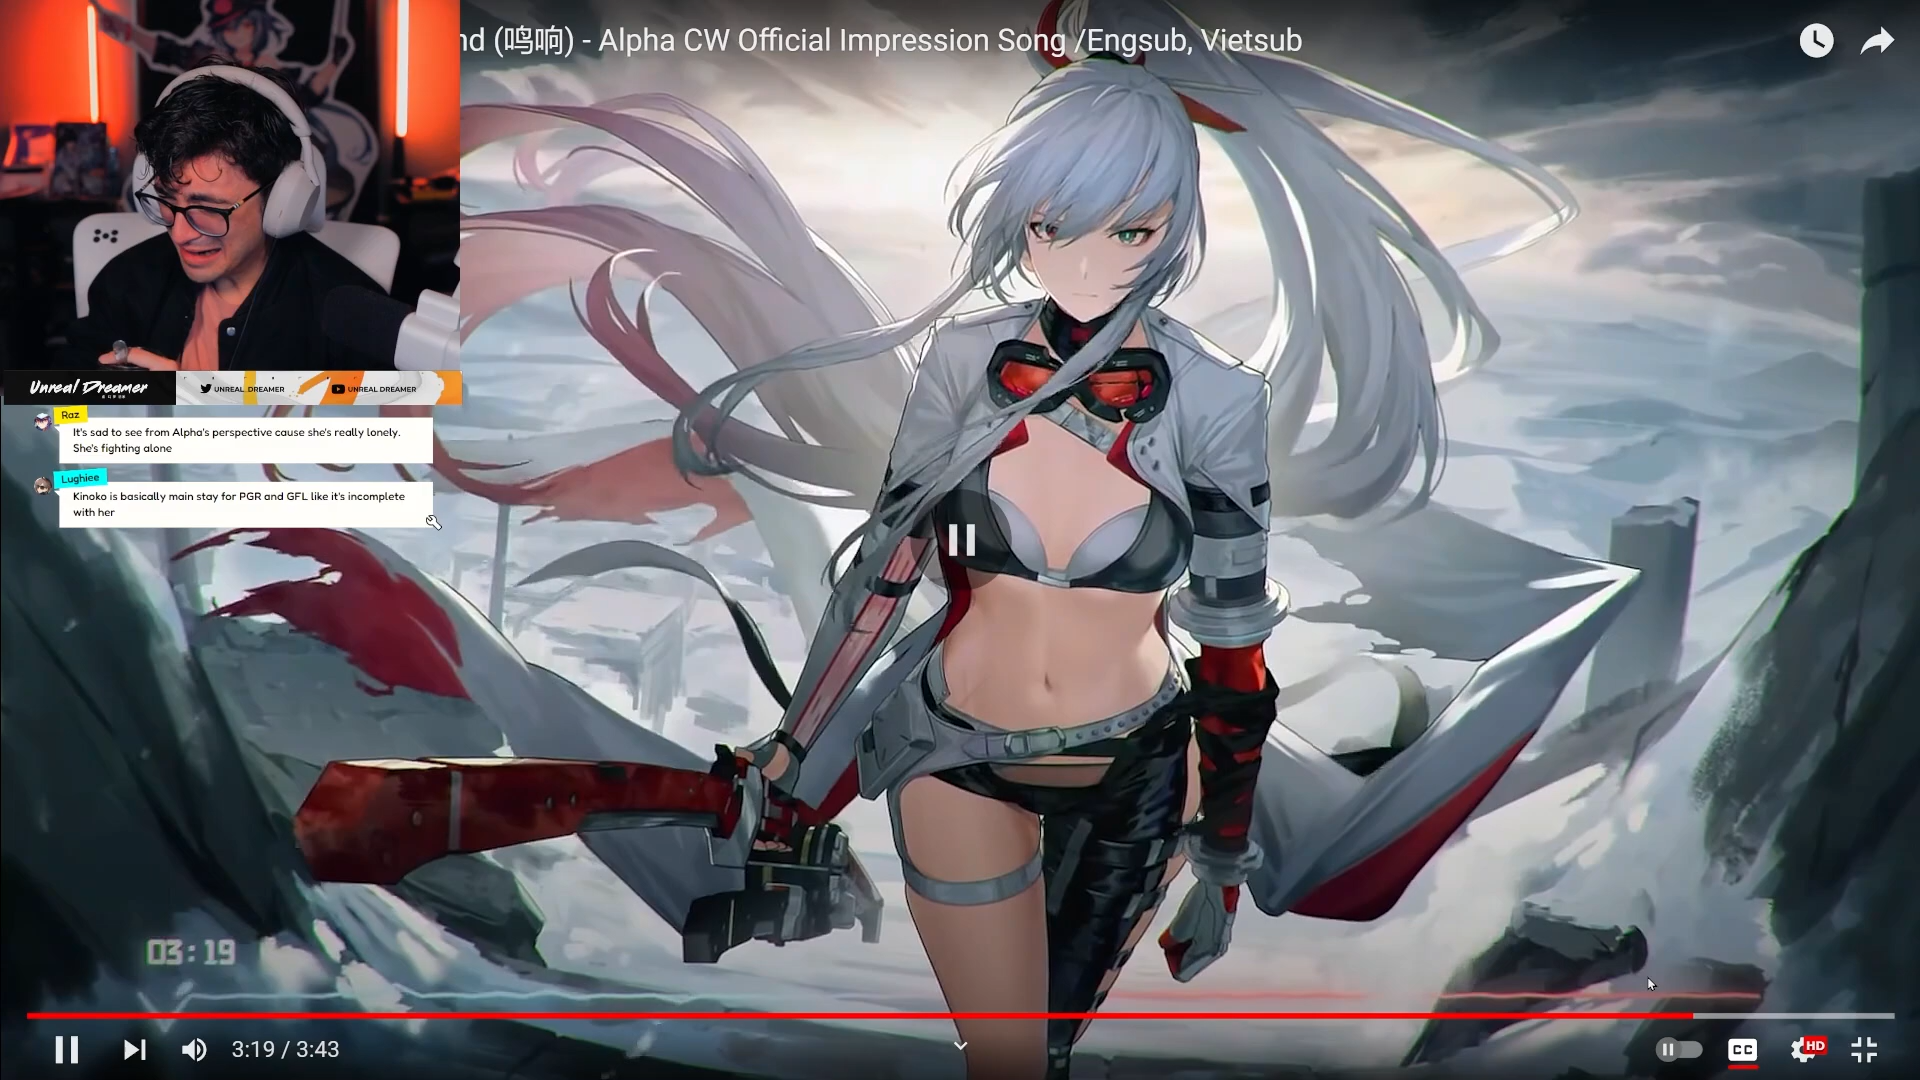 nd (鸣响) - Alpha CW Official Impression Song /Engsub, Vietsub
Unreal Dreamer
UNREAL_DREAMER
UNREAL DREAMER
Raz
It's sad to see from Alpha's perspective cause she's really lonely.
She's fighting alone
Lughiee
Kinoko is basically main stay for PGR and GFL like it's incomplete
with her
03:19
3:19 / 3:43
CC
HD